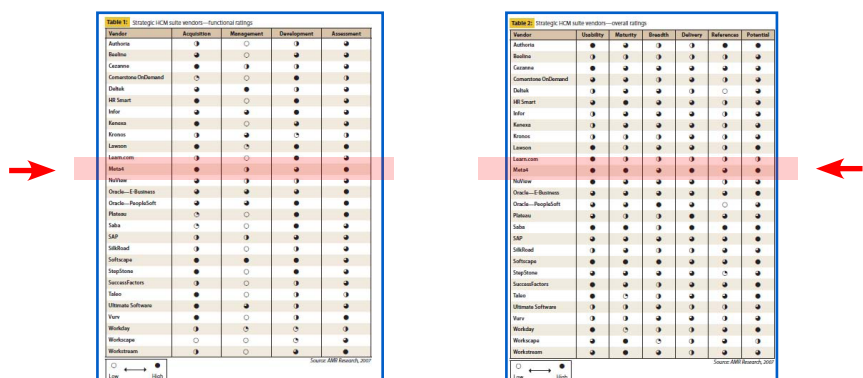 Table 1: Strategic HCM suite vendors—functional ratings
Vendor Acquisition Management Development Assessment
Authoria
Beeline
Cezanne
Cornerstone OnDemand
Deltek
HR Smart
Infor
Kenexa
Kronos
Lawson
Learn.com
Meta4
NuView
Oracle—E-Business
Oracle—PeopleSoft
Plateau
Saba
SAP
SilkRoad
Softscape
StepStone
SuccessFactors
Taleo
Ultimate Software
Vurv
Workday
Workscape
Workstream
Source: AMR Research, 2007
Low High
Table 2: Strategic HCM suite vendors—overall ratings
Vendor Usability Maturity Breadth Delivery References Potential
Authoria
Beeline
Cezanne
Cornerstone OnDemand
Deltek
HR Smart
Infor
Kenexa
Kronos
Lawson
Learn.com
Meta4
NuView
Oracle—E-Business
Oracle—PeopleSoft
Plateau
Saba
SAP
SilkRoad
Softscape
StepStone
SuccessFactors
Taleo
Ultimate Software
Vurv
Workday
Workscape
Workstream
Source: AMR Research, 2007
Low High